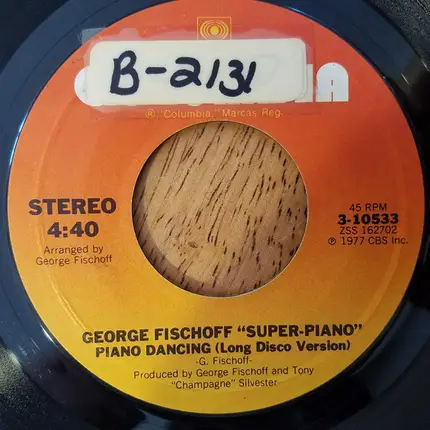 B-2131
® "Columbia," Marcas Reg.
STEREO
4:40
Arranged by
George Fischoff
45 RPM
3-10533
ZSS 162702
℗ 1977 CBS Inc.
GEORGE FISCHOFF "SUPER-PIANO"
PIANO DANCING (Long Disco Version)
-G. Fischoff-
Produced by George Fischoff and Tony
"Champagne" Silvester